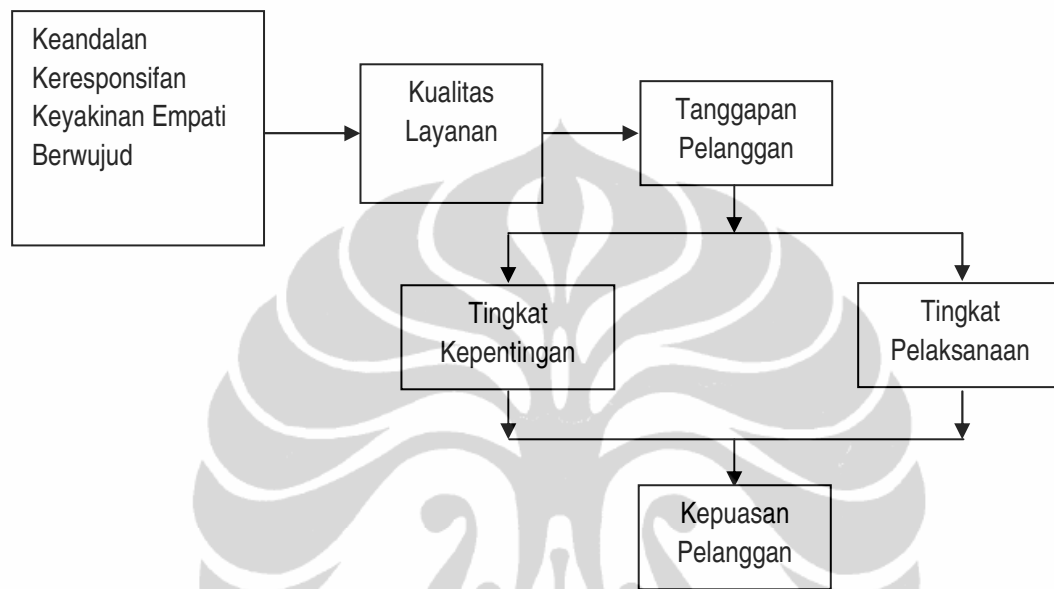 Keandalan
Keresponsifan
Keyakinan Empati
Berwujud
Kualitas
Layanan
Tanggapan
Pelanggan
Tingkat
Kepentingan
Tingkat
Pelaksanaan
Kepuasan
Pelanggan